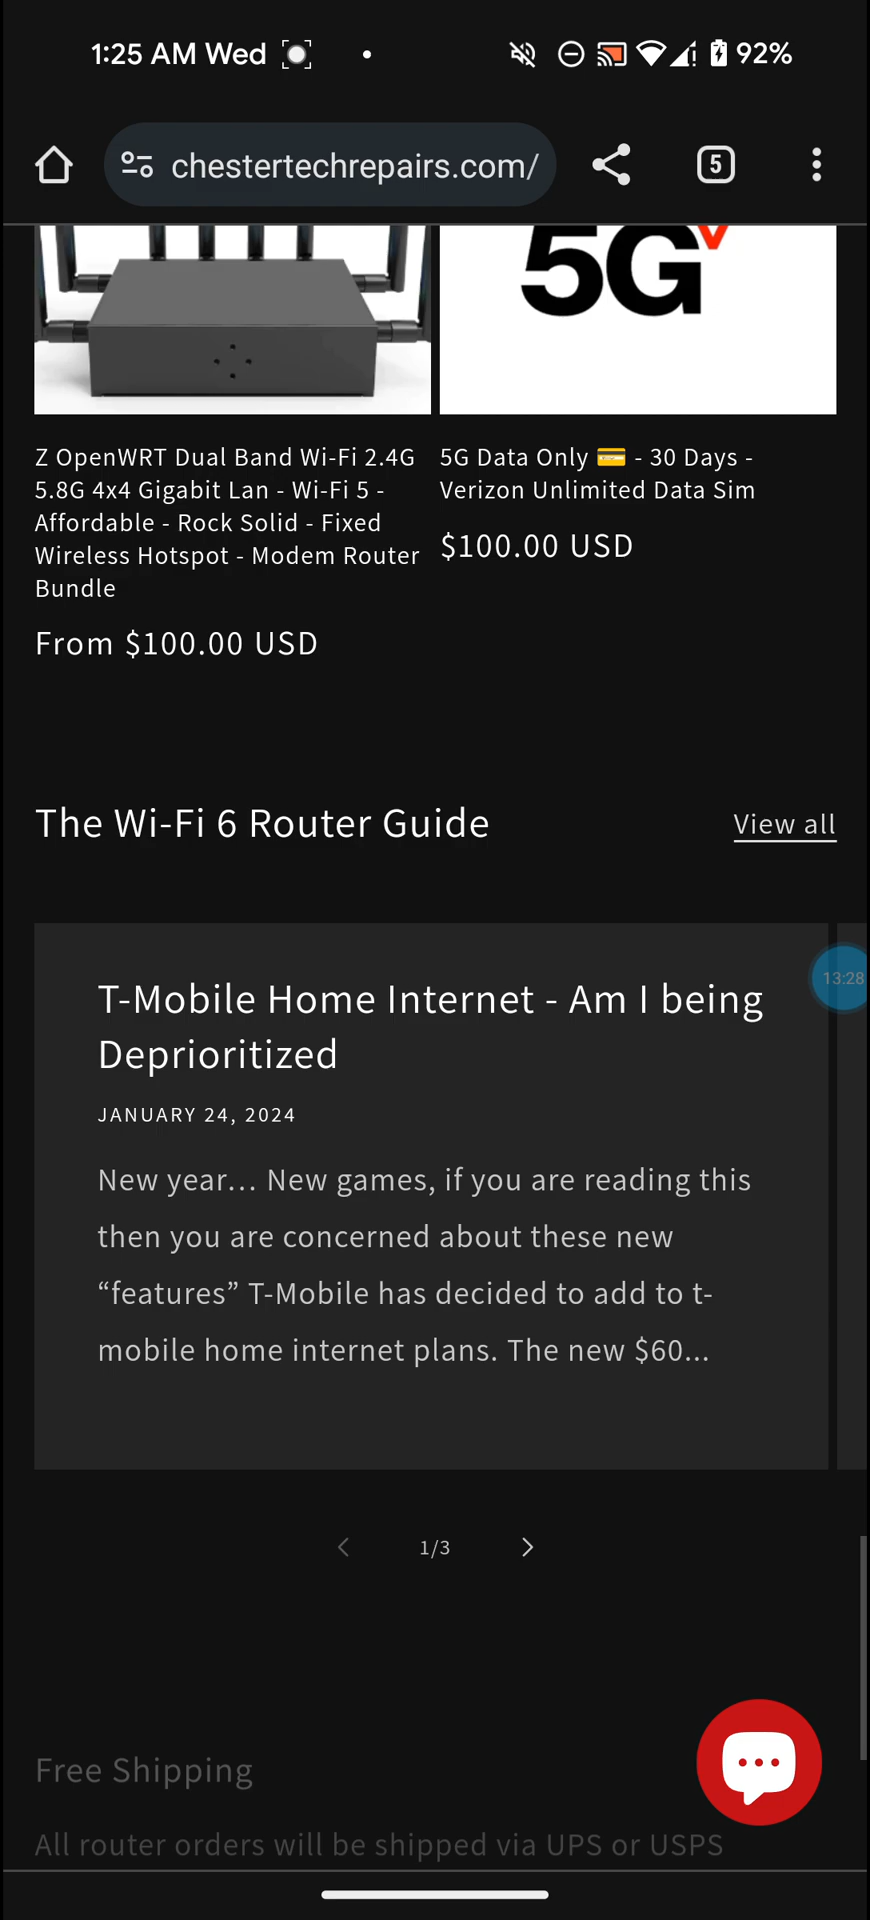 1:25 AM Wed
92%
chestertechrepairs.com/
5
5G
Z OpenWRT Dual Band Wi-Fi 2.4G
5.8G 4x4 Gigabit Lan - Wi-Fi 5 -
Affordable - Rock Solid - Fixed
Wireless Hotspot - Modem Router
Bundle
From $100.00 USD
5G Data Only 💳 - 30 Days -
Verizon Unlimited Data Sim
$100.00 USD
The Wi-Fi 6 Router Guide
View all
T-Mobile Home Internet - Am I being
Deprioritized
JANUARY 24, 2024
New year... New games, if you are reading this
then you are concerned about these new
“features” T-Mobile has decided to add to t-
mobile home internet plans. The new $60...
13:28
1/3
Free Shipping
All router orders will be shipped via UPS or USPS